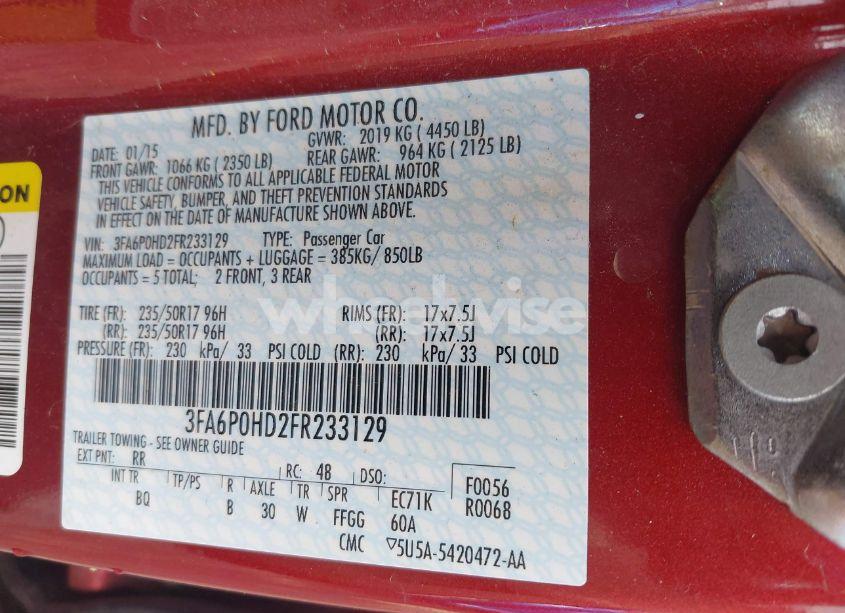 MFD. BY FORD MOTOR CO.
DATE: 01/15 GVWR: 2019 KG ( 4450 LB)
FRONT GAWR: 1066 KG ( 2350 LB) REAR GAWR: 964 KG ( 2125 LB)
THIS VEHICLE CONFORMS TO ALL APPLICABLE FEDERAL MOTOR
VEHICLE SAFETY, BUMPER, AND THEFT PREVENTION STANDARDS
IN EFFECT ON THE DATE OF MANUFACTURE SHOWN ABOVE.
VIN: 3FA6P0HD2FR233129 TYPE: Passenger Car
MAXIMUM LOAD = OCCUPANTS + LUGGAGE = 385KG/ 850LB
OCCUPANTS = 5 TOTAL; 2 FRONT, 3 REAR
TIRE (FR): 235/50R17 96H RIMS (FR): 17x7.5J
(RR): 235/50R17 96H (RR): 17x7.5J
PRESSURE (FR): 230 kPa/ 33 PSI COLD (RR): 230 kPa/ 33 PSI COLD
3FA6P0HD2FR233129
TRAILER TOWING - SEE OWNER GUIDE
EXT PNT: RR RC: 48 DSO: F0056
INT TR TP/PS R AXLE TR SPR EC71K R0068
BQ B 30 W FFGG 60A
CMC ▽5U5A-5420472-AA
ON
wheelwise